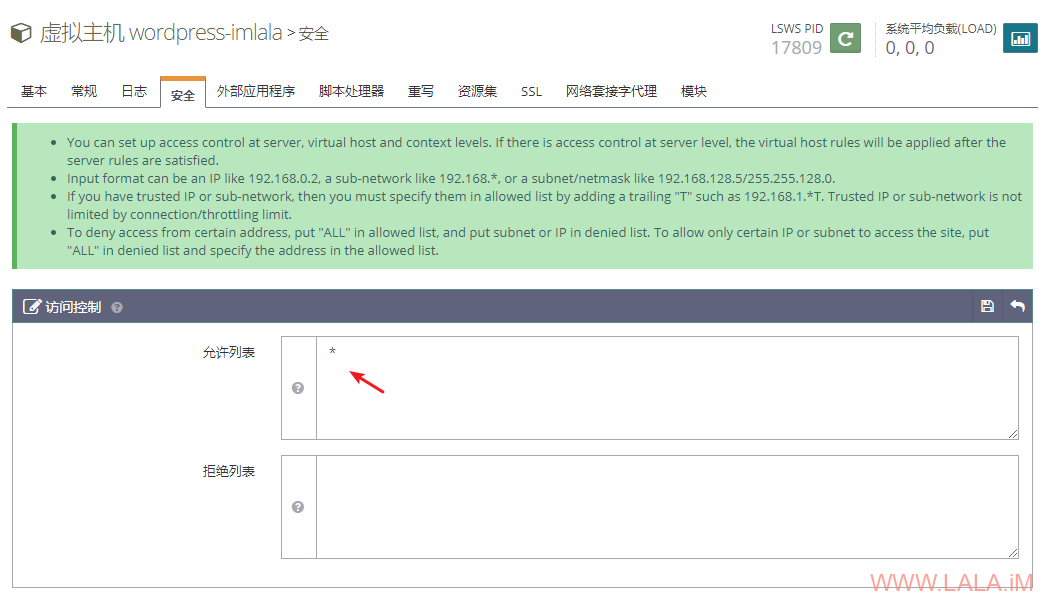 虚拟主机 wordpress-imlala > 安全
LSWS PID
17809
系统平均负载(LOAD)
0, 0, 0
基本 常规 日志 安全 外部应用程序 脚本处理器 重写 资源集 SSL 网络套接字代理 模块
You can set up access control at server, virtual host and context levels. If there is access control at server level, the virtual host rules will be applied after the
server rules are satisfied.
Input format can be an IP like 192.168.0.2, a sub-network like 192.168.*, or a subnet/netmask like 192.168.128.5/255.255.128.0.
If you have trusted IP or sub-network, then you must specify them in allowed list by adding a trailing "T" such as 192.168.1.*T. Trusted IP or sub-network is not
limited by connection/throttling limit.
To deny access from certain address, put "ALL" in allowed list, and put subnet or IP in denied list. To allow only certain IP or subnet to access the site, put
"ALL" in denied list and specify the address in the allowed list.
访问控制
允许列表
*
拒绝列表
WWW.LALA.iM